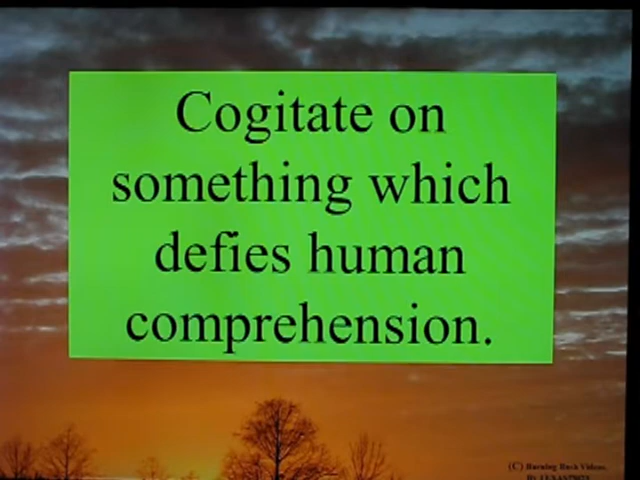 Cogitate on
something which
defies human
comprehension.
(C) Burning Bush Videos.